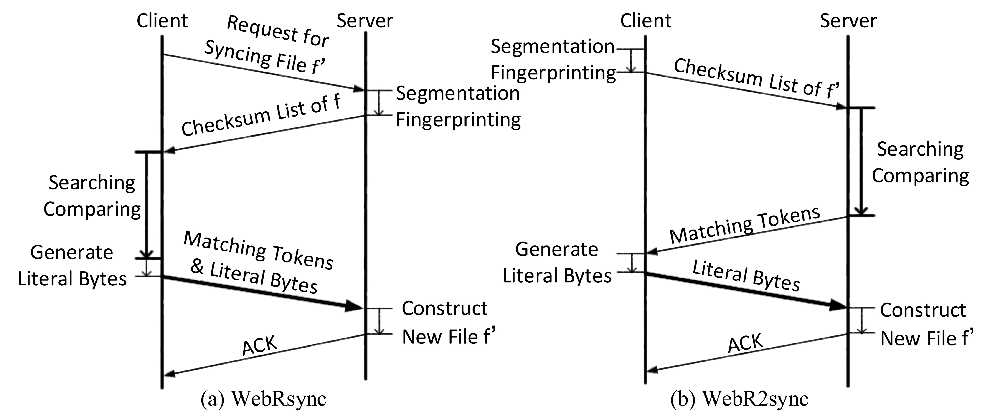 Client
Server
Request for
Syncing File f’
Segmentation
Fingerprinting
Checksum List of f
Searching
Comparing
Generate
Literal Bytes
Matching Tokens
& Literal Bytes
Construct
New File f’
ACK
(a) WebRsync
Client
Server
Segmentation
Fingerprinting
Checksum List of f’
Searching
Comparing
Matching Tokens
Generate
Literal Bytes
Literal Bytes
Construct
New File f’
ACK
(b) WebR2sync